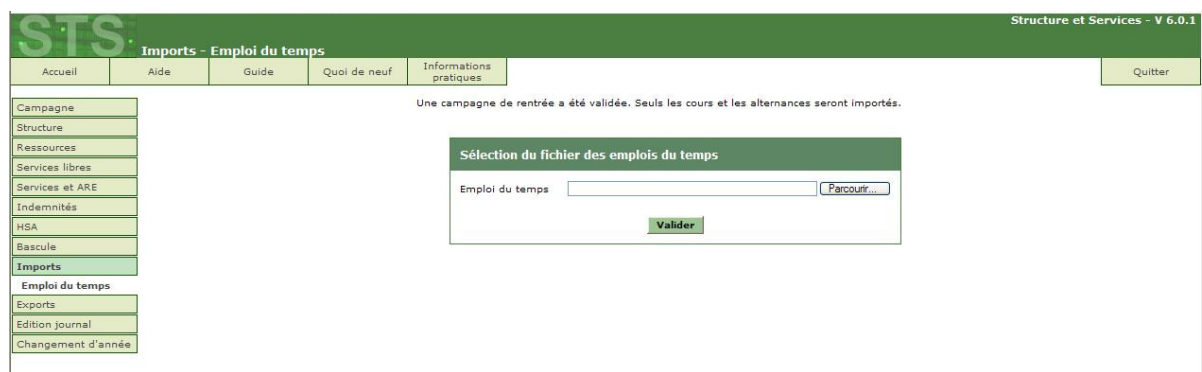 Structure et Services - V 6.0.1
STS
Imports - Emploi du temps
Accueil
Aide
Guide
Quoi de neuf
Informations
pratiques
Quitter
Une campagne de rentrée a été validée. Seuls les cours et les alternances seront importés.
Campagne
Structure
Ressources
Services libres
Services et ARE
Indemnités
HSA
Bascule
Imports
Emploi du temps
Exports
Edition journal
Changement d'année
Sélection du fichier des emplois du temps
Emploi du temps
Parcourir...
Valider